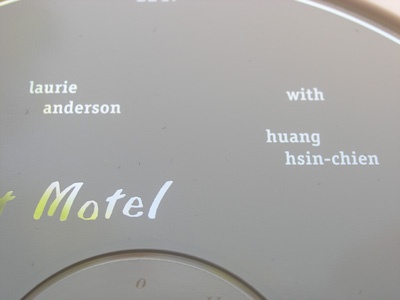 laurie
anderson
with
huang
hsin-chien
t Motel